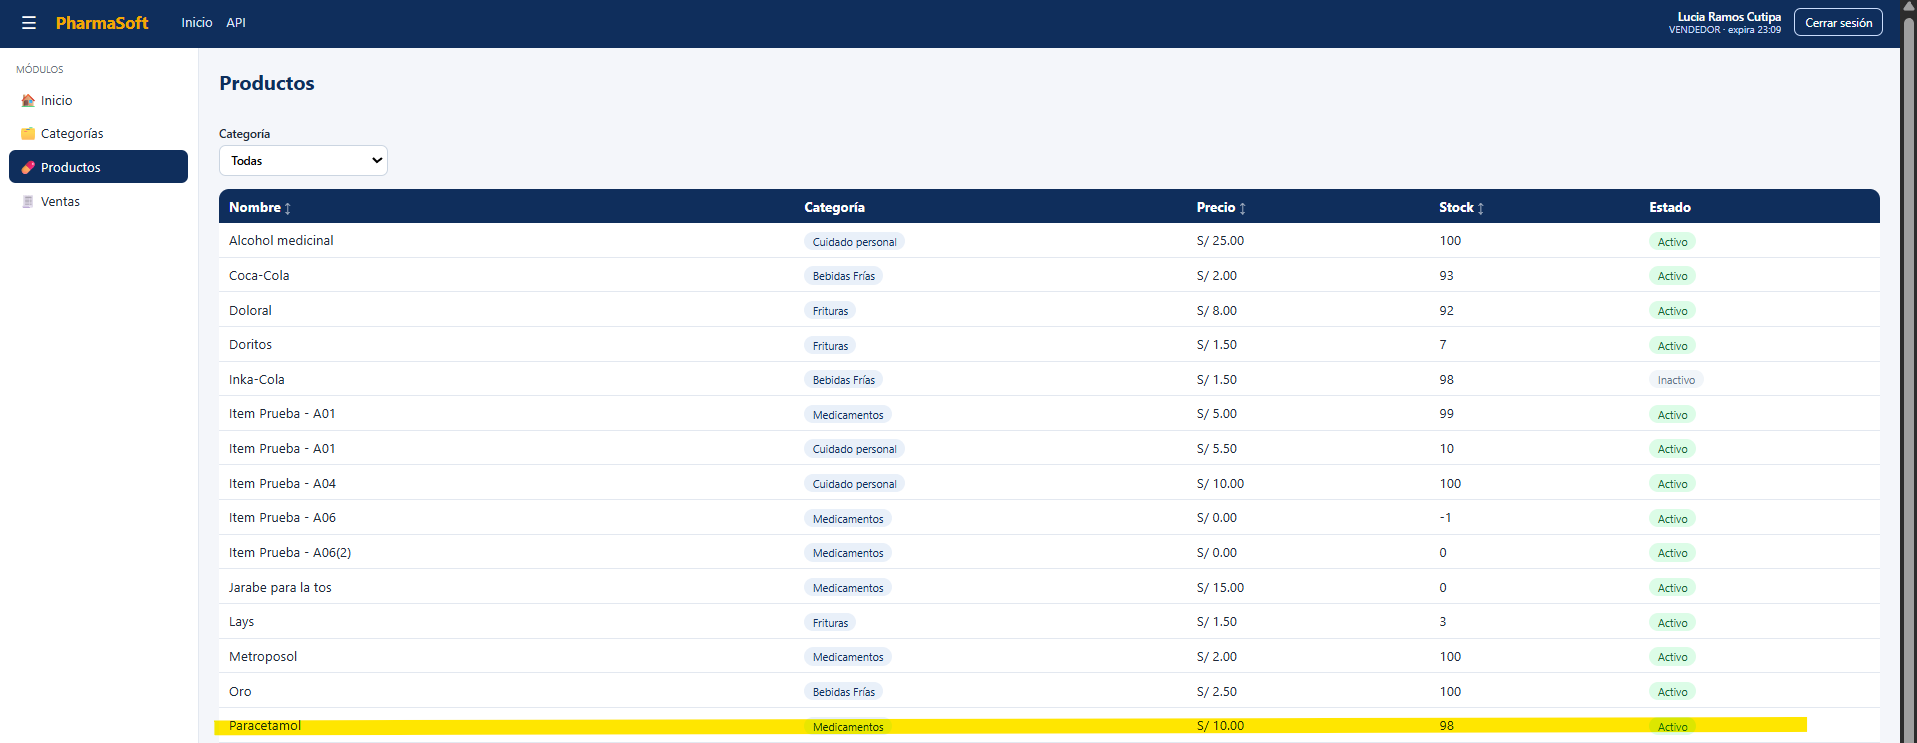 ☰ PharmaSoft Inicio API Lucia Ramos Cutipa Cerrar sesión
VENDEDOR · expira 23:09
MÓDULOS
Inicio
Categorías
Productos
Ventas
Productos
Categoría
Todas
Nombre ↕ Categoría Precio ↕ Stock ↕ Estado
Alcohol medicinal Cuidado personal S/ 25.00 100 Activo
Coca-Cola Bebidas Frías S/ 2.00 93 Activo
Doloral Frituras S/ 8.00 92 Activo
Doritos Frituras S/ 1.50 7 Activo
Inka-Cola Bebidas Frías S/ 1.50 98 Inactivo
Item Prueba - A01 Medicamentos S/ 5.00 99 Activo
Item Prueba - A01 Cuidado personal S/ 5.50 10 Activo
Item Prueba - A04 Cuidado personal S/ 10.00 100 Activo
Item Prueba - A06 Medicamentos S/ 0.00 -1 Activo
Item Prueba - A06(2) Medicamentos S/ 0.00 0 Activo
Jarabe para la tos Medicamentos S/ 15.00 0 Activo
Lays Frituras S/ 1.50 3 Activo
Metroposol Medicamentos S/ 2.00 100 Activo
Oro Bebidas Frías S/ 2.50 100 Activo
Paracetamol Medicamentos S/ 10.00 98 Activo